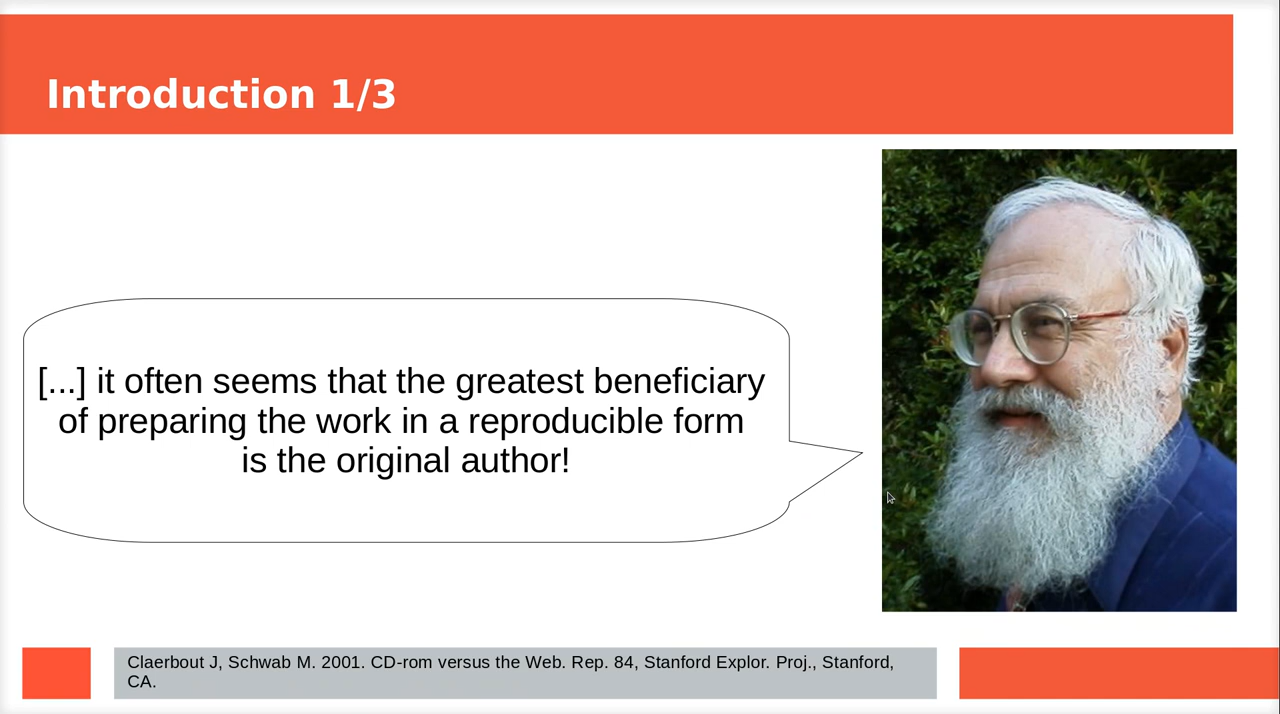 Introduction 1/3
[...] it often seems that the greatest beneficiary
of preparing the work in a reproducible form
is the original author!
Claerbout J, Schwab M. 2001. CD-rom versus the Web. Rep. 84, Stanford Explor. Proj., Stanford,
CA.